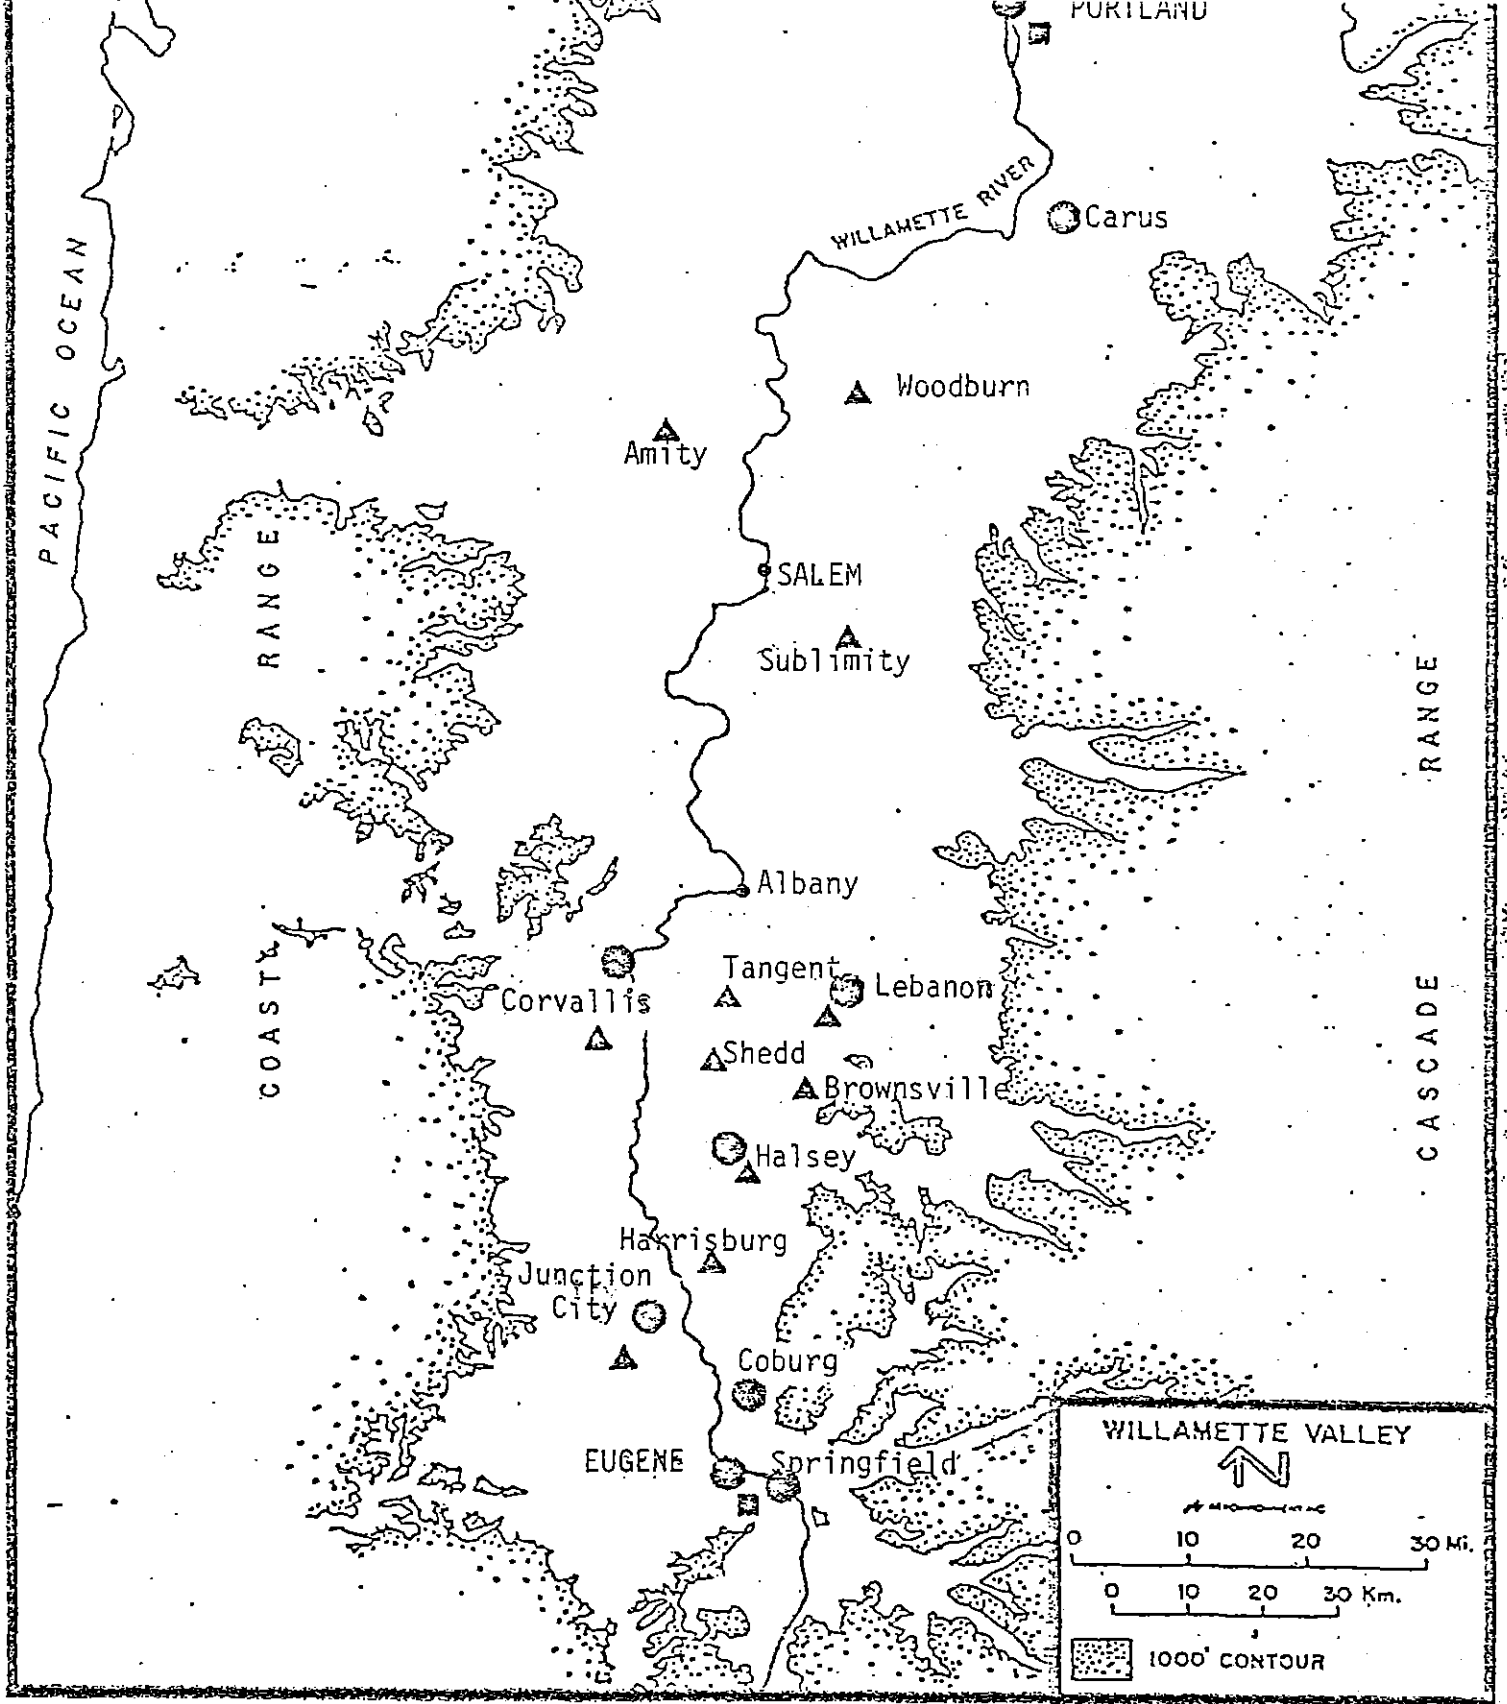 PORTLAND
Carus
WILLAMETTE RIVER
PACIFIC OCEAN
Woodburn
Amity
SALEM
Sublimity
COAST RANGE
CASCADE RANGE
Albany
Tangent
Lebanon
Corvallis
Shedd
Brownsville
Halsey
Harrisburg
Junction
City
Coburg
EUGENE
Springfield
WILLAMETTE VALLEY
N
0 10 20 30 Mi.
0 10 20 30 Km.
1000' CONTOUR